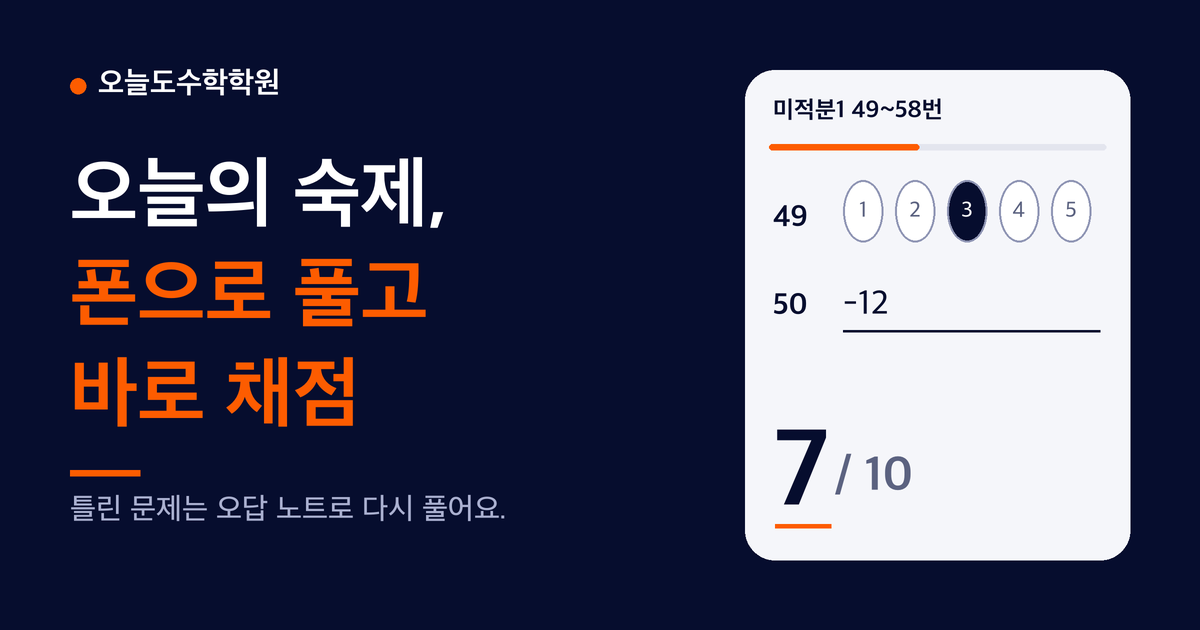 오늘도수학학원
오늘의 숙제,
폰으로 풀고
바로 채점
틀린 문제는 오답 노트로 다시 풀어요.
미적분1 49~58번
49 1 2 3 4 5
50 -12
7 / 10